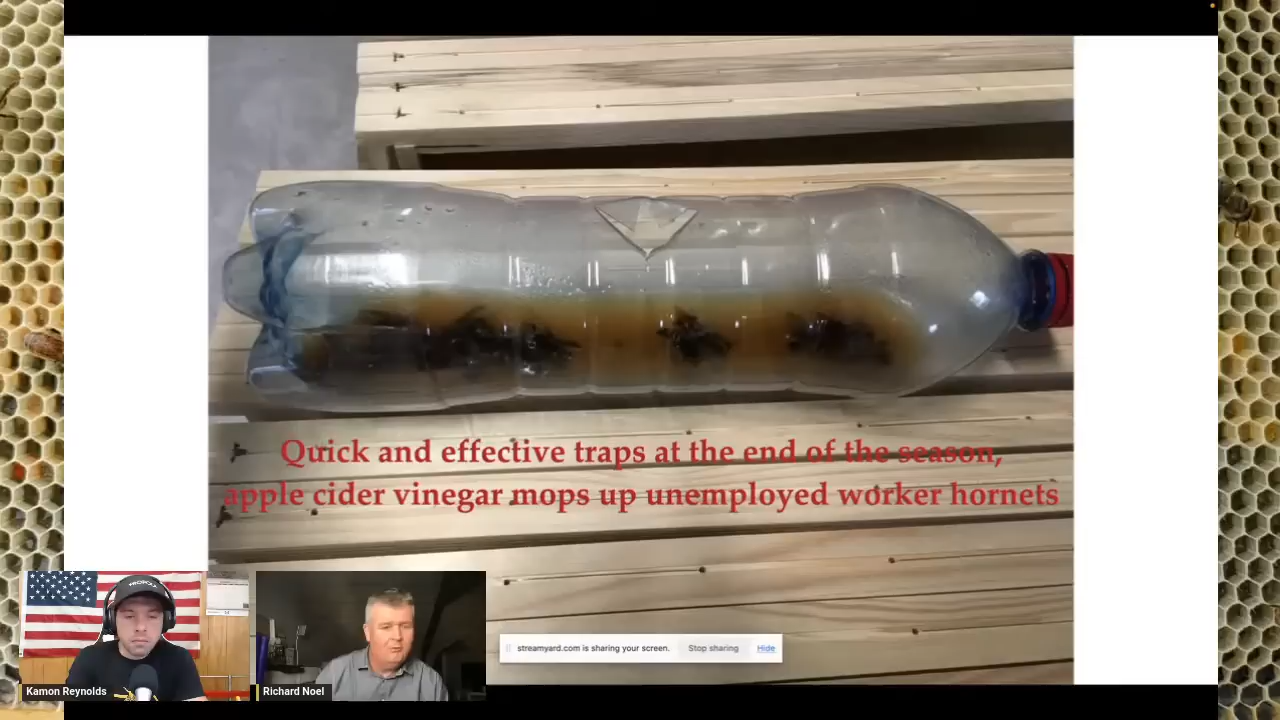 Quick and effective traps at the end of the season,
apple cider vinegar mops up unemployed worker hornets
Kamon Reynolds
Richard Noel
streamyard.com is sharing your screen.
Stop sharing
Hide